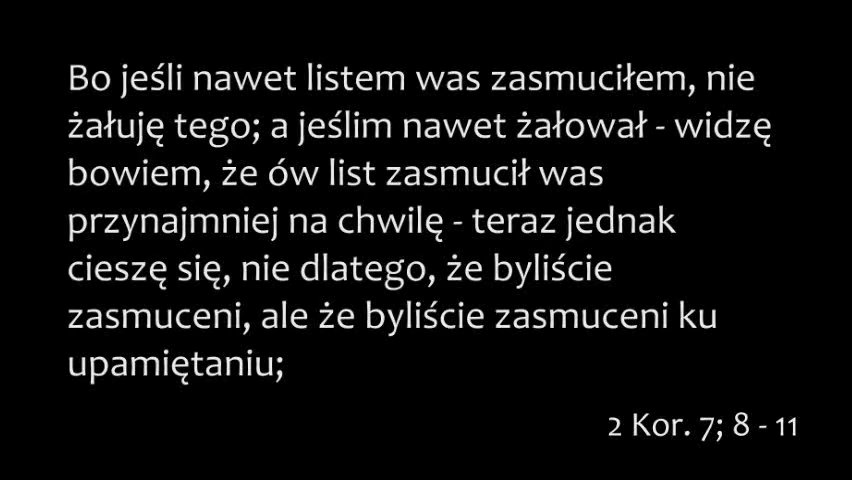 Bo jeśli nawet listem was zasmuciłem, nie
żałuję tego; a jeślim nawet żałował - widzę
bowiem, że ów list zasmucił was
przynajmniej na chwilę - teraz jednak
cieszę się, nie dlatego, że byliście
zasmuceni, ale że byliście zasmuceni ku
upamiętaniu;
2 Kor. 7; 8 - 11